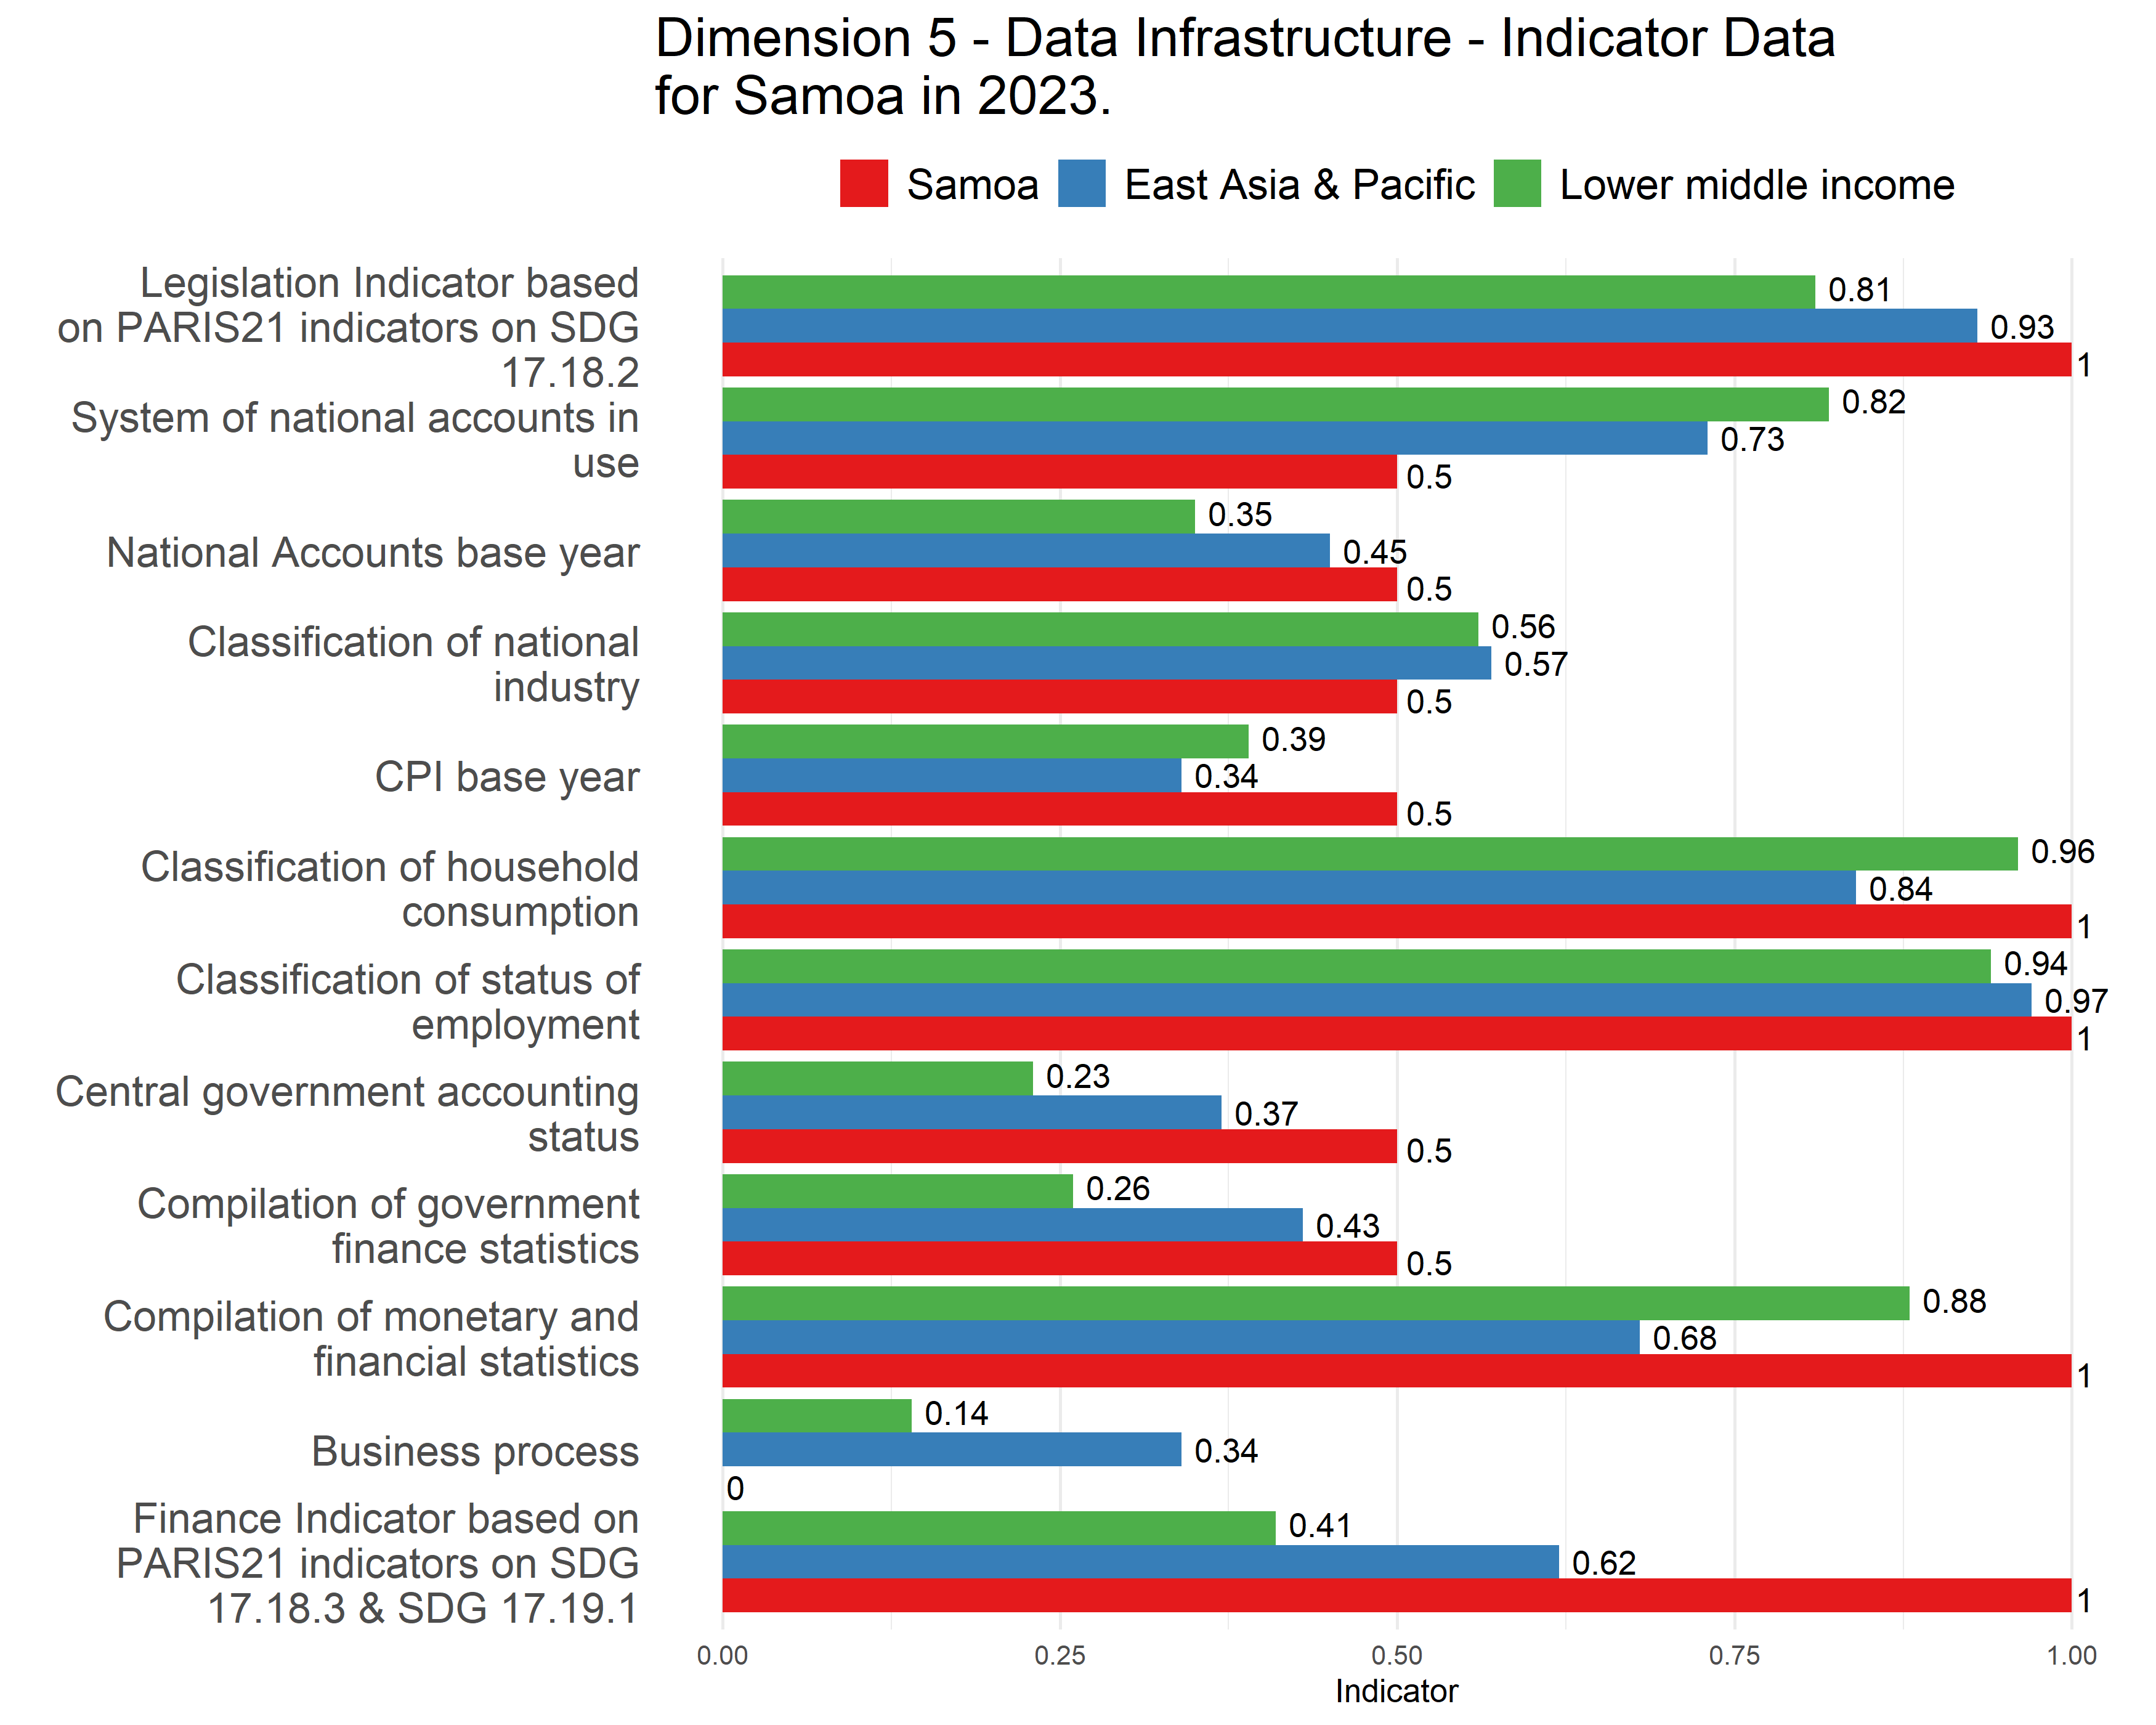 Dimension 5 - Data Infrastructure - Indicator Data
for Samoa in 2023.
Samoa
East Asia & Pacific
Lower middle income
Legislation Indicator based
on PARIS21 indicators on SDG
17.18.2
0.81
0.93
1
System of national accounts in
use
0.82
0.73
0.5
National Accounts base year
0.35
0.45
0.5
Classification of national
industry
0.56
0.57
0.5
CPI base year
0.39
0.34
0.5
Classification of household
consumption
0.96
0.84
1
Classification of status of
employment
0.94
0.97
1
Central government accounting
status
0.23
0.37
0.5
Compilation of government
finance statistics
0.26
0.43
0.5
Compilation of monetary and
financial statistics
0.88
0.68
1
Business process
0.14
0.34
0
Finance Indicator based on
PARIS21 indicators on SDG
17.18.3 & SDG 17.19.1
0.41
0.62
1
0.00
0.25
0.50
0.75
1.00
Indicator